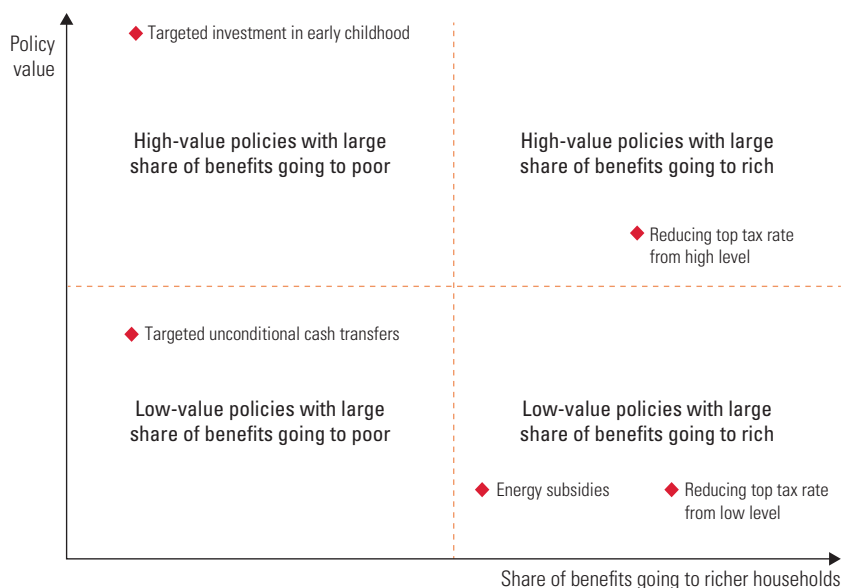 Policy
value
Targeted investment in early childhood
High-value policies with large
share of benefits going to poor
High-value policies with large
share of benefits going to rich
Reducing top tax rate
from high level
Targeted unconditional cash transfers
Low-value policies with large
share of benefits going to poor
Low-value policies with large
share of benefits going to rich
Energy subsidies
Reducing top tax rate
from low level
Share of benefits going to richer households